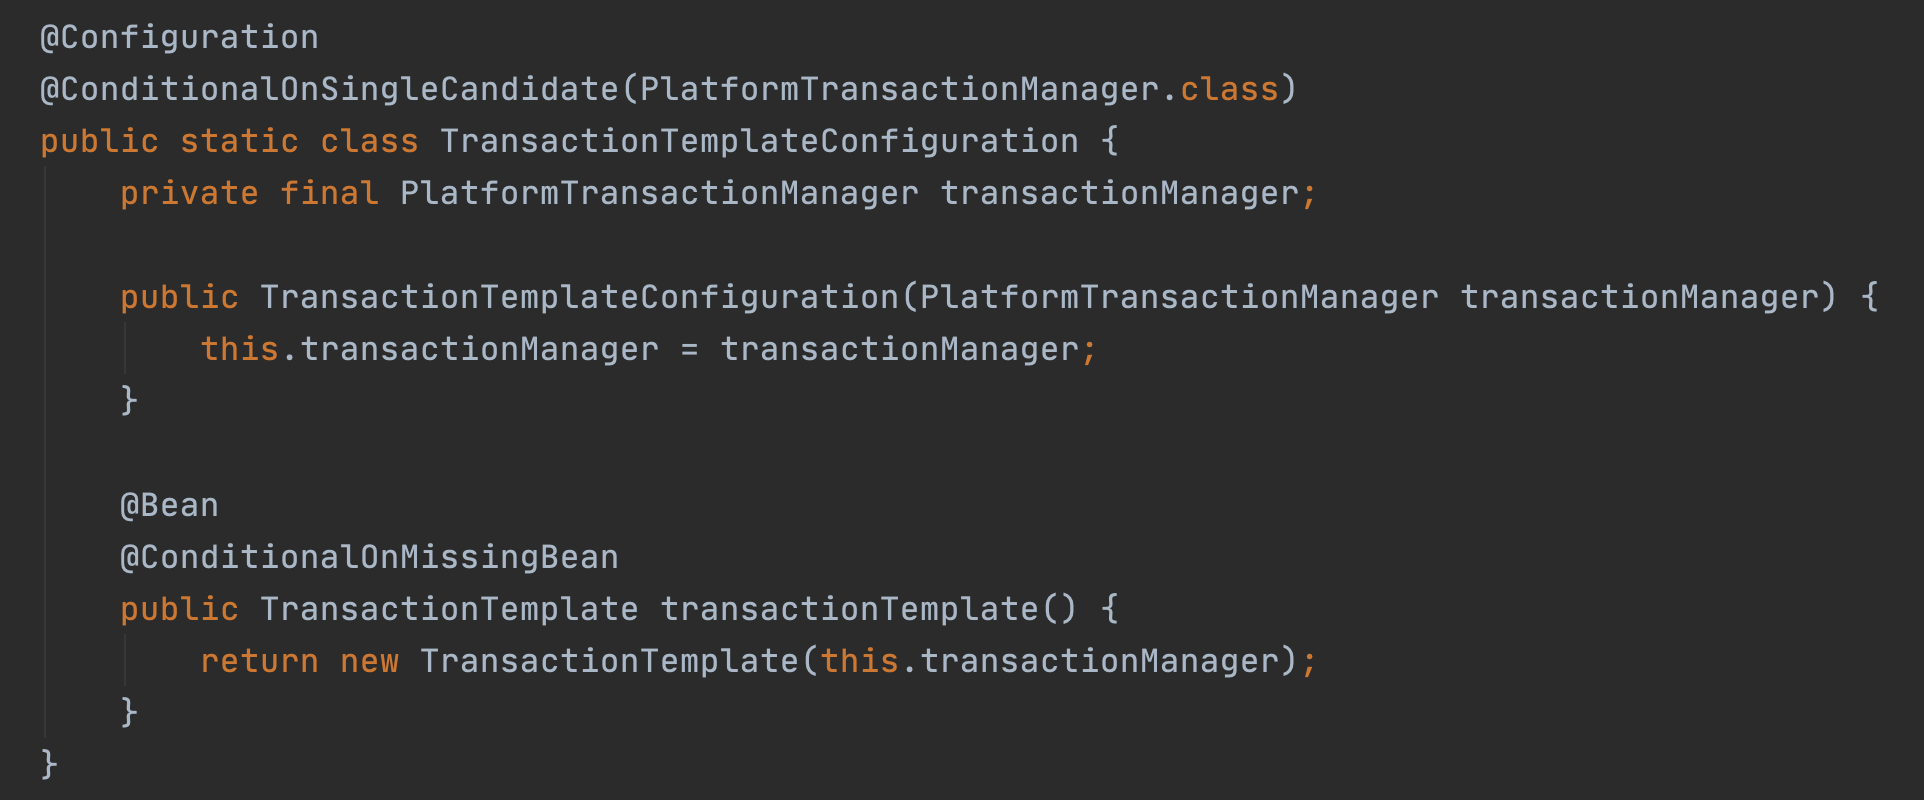 @Configuration
@ConditionalOnSingleCandidate(PlatformTransactionManager.class)
public static class TransactionTemplateConfiguration {
    private final PlatformTransactionManager transactionManager;

    public TransactionTemplateConfiguration(PlatformTransactionManager transactionManager) {
        this.transactionManager = transactionManager;
    }

    @Bean
    @ConditionalOnMissingBean
    public TransactionTemplate transactionTemplate() {
        return new TransactionTemplate(this.transactionManager);
    }
}